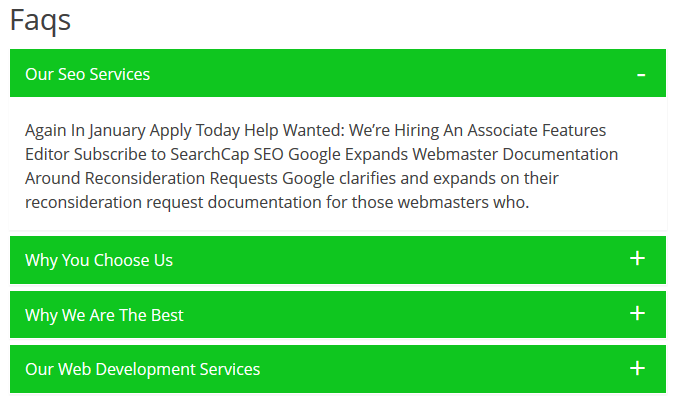 Faqs
Our Seo Services -
Again In January Apply Today Help Wanted: We’re Hiring An Associate Features
Editor Subscribe to SearchCap SEO Google Expands Webmaster Documentation
Around Reconsideration Requests Google clarifies and expands on their
reconsideration request documentation for those webmasters who.
Why You Choose Us +
Why We Are The Best +
Our Web Development Services +